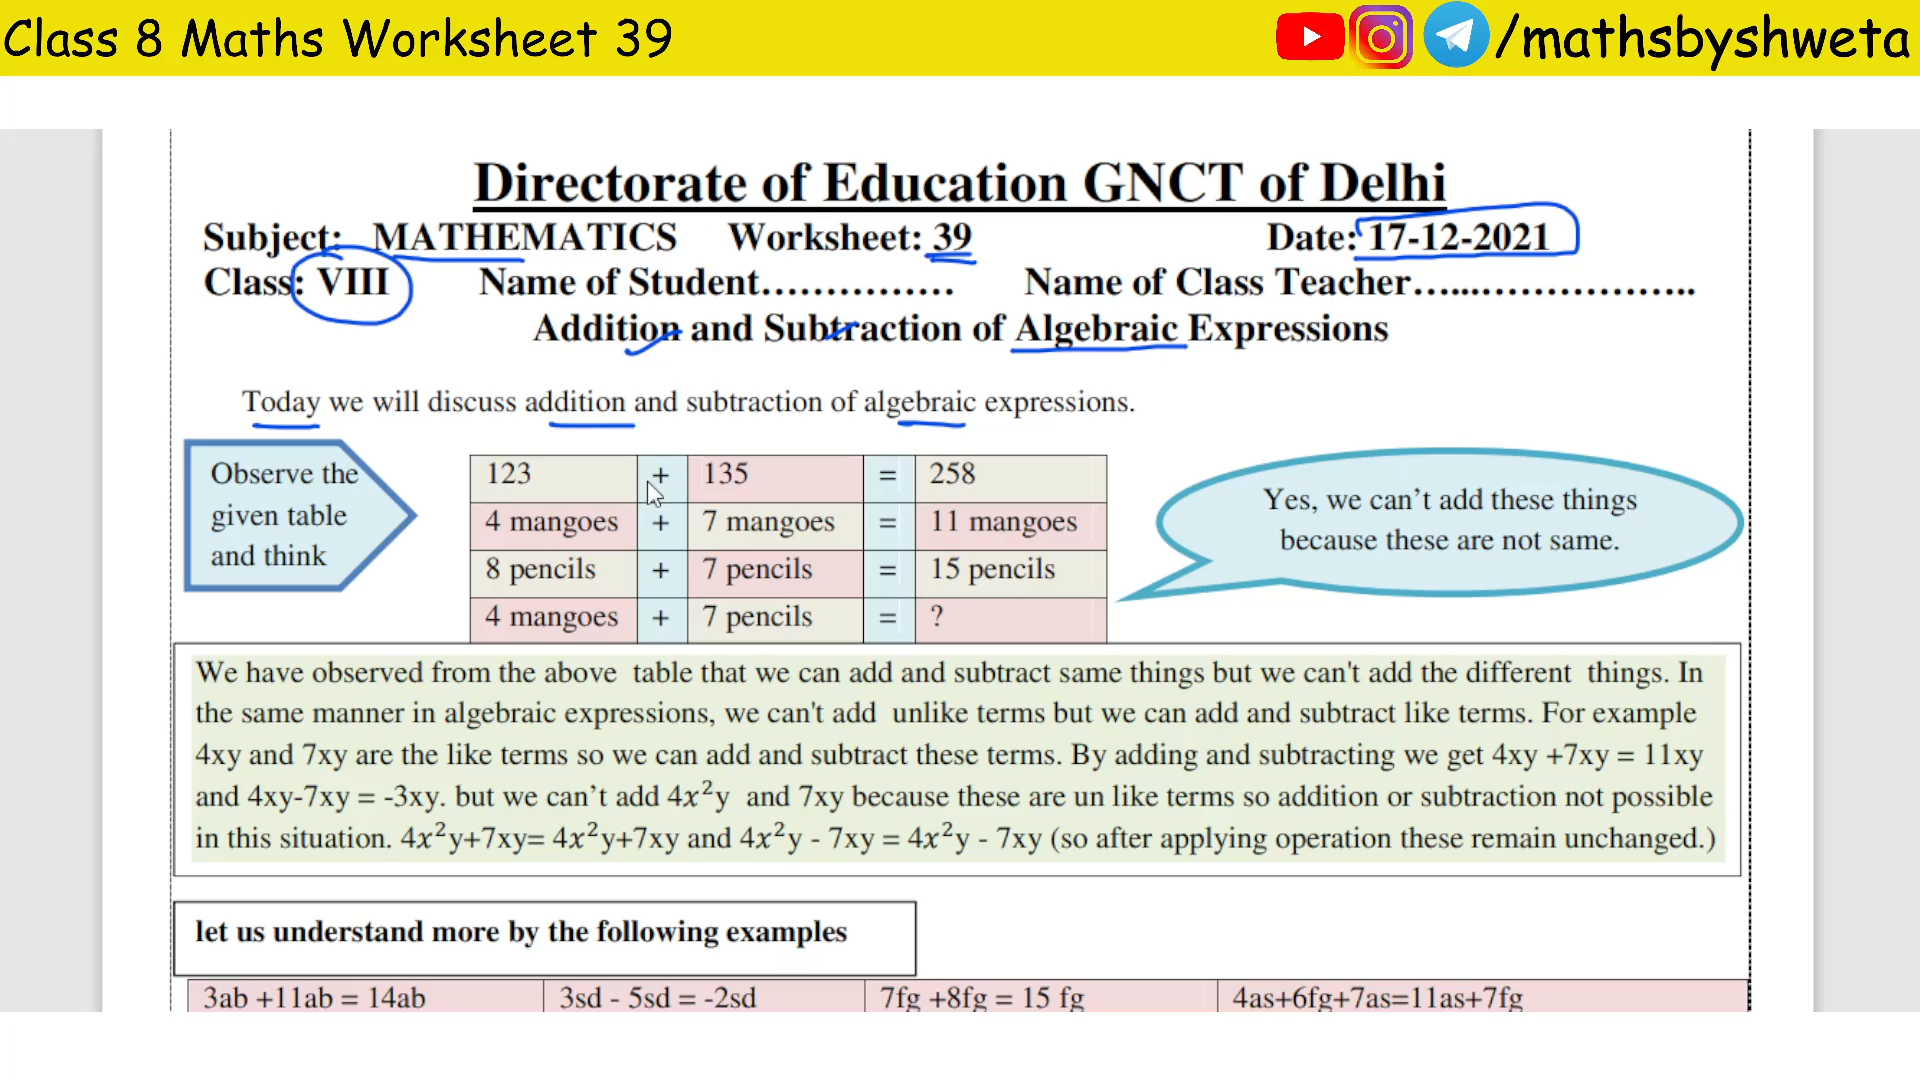 Class 8 Maths Worksheet 39
/mathsbyshweta
Directorate of Education GNCT of Delhi
Subject: MATHEMATICS Worksheet: 39 Date: 17-12-2021
Class: VIII Name of Student…………… Name of Class Teacher…...……………..
Addition and Subtraction of Algebraic Expressions
Today we will discuss addition and subtraction of algebraic expressions.
Observe the
given table
and think
123 + 135 = 258
4 mangoes + 7 mangoes = 11 mangoes
8 pencils + 7 pencils = 15 pencils
4 mangoes + 7 pencils = ?
Yes, we can’t add these things
because these are not same.
We have observed from the above table that we can add and subtract same things but we can't add the different things. In
the same manner in algebraic expressions, we can't add unlike terms but we can add and subtract like terms. For example
4xy and 7xy are the like terms so we can add and subtract these terms. By adding and subtracting we get 4xy +7xy = 11xy
and 4xy-7xy = -3xy. but we can’t add 4x²y and 7xy because these are un like terms so addition or subtraction not possible
in this situation. 4x²y+7xy= 4x²y+7xy and 4x²y - 7xy = 4x²y - 7xy (so after applying operation these remain unchanged.)
let us understand more by the following examples
3ab +11ab = 14ab 3sd - 5sd = -2sd 7fg +8fg = 15 fg 4as+6fg+7as=11as+7fg